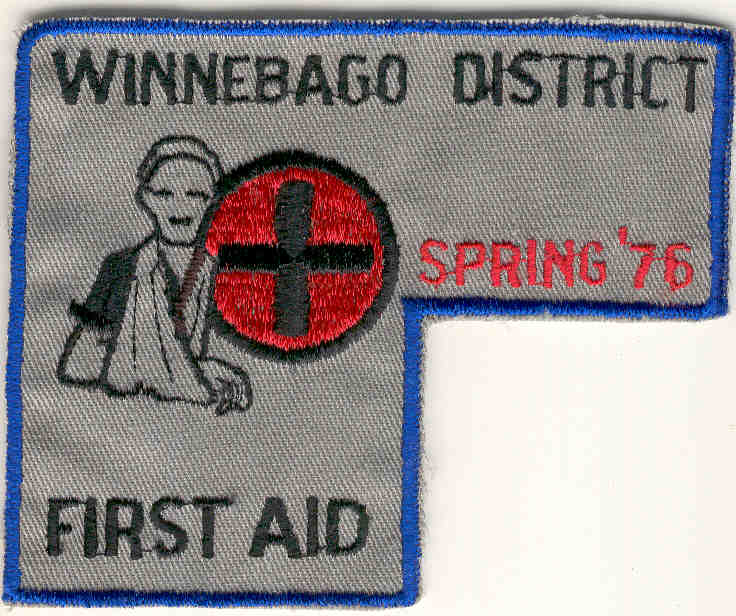 WINNEBAGO DISTRICT
SPRING '76
FIRST AID